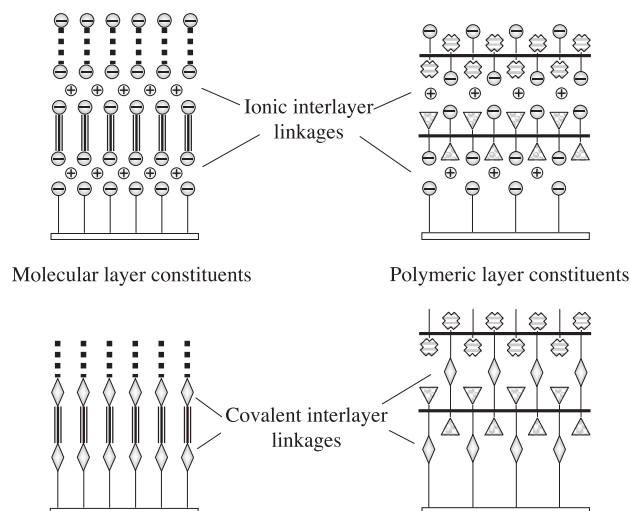 Ionic interlayer
linkages
Molecular layer constituents
Polymeric layer constituents
Covalent interlayer
linkages